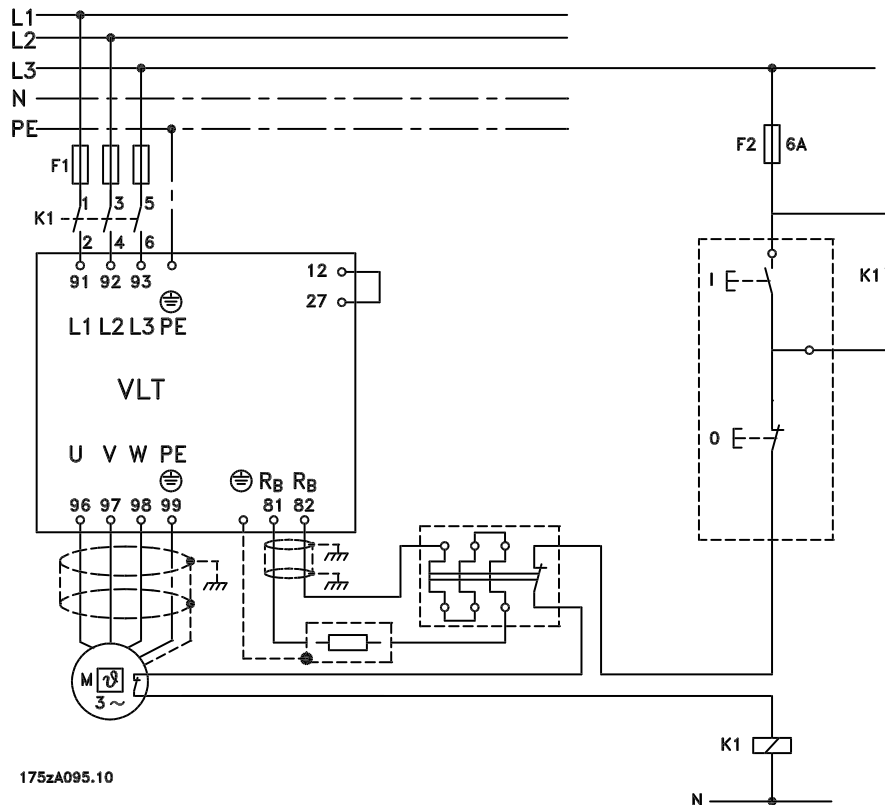 L1
L2
L3
N
PE
F1
F2 6A
1 3 5
K1
2 4 6
91 92 93
12
27
L1 L2 L3 PE
I
K1
VLT
O
U V W PE
RB RB
96 97 98 99
81 82
M ϑ
3 ~
K1
175zA095.10
N